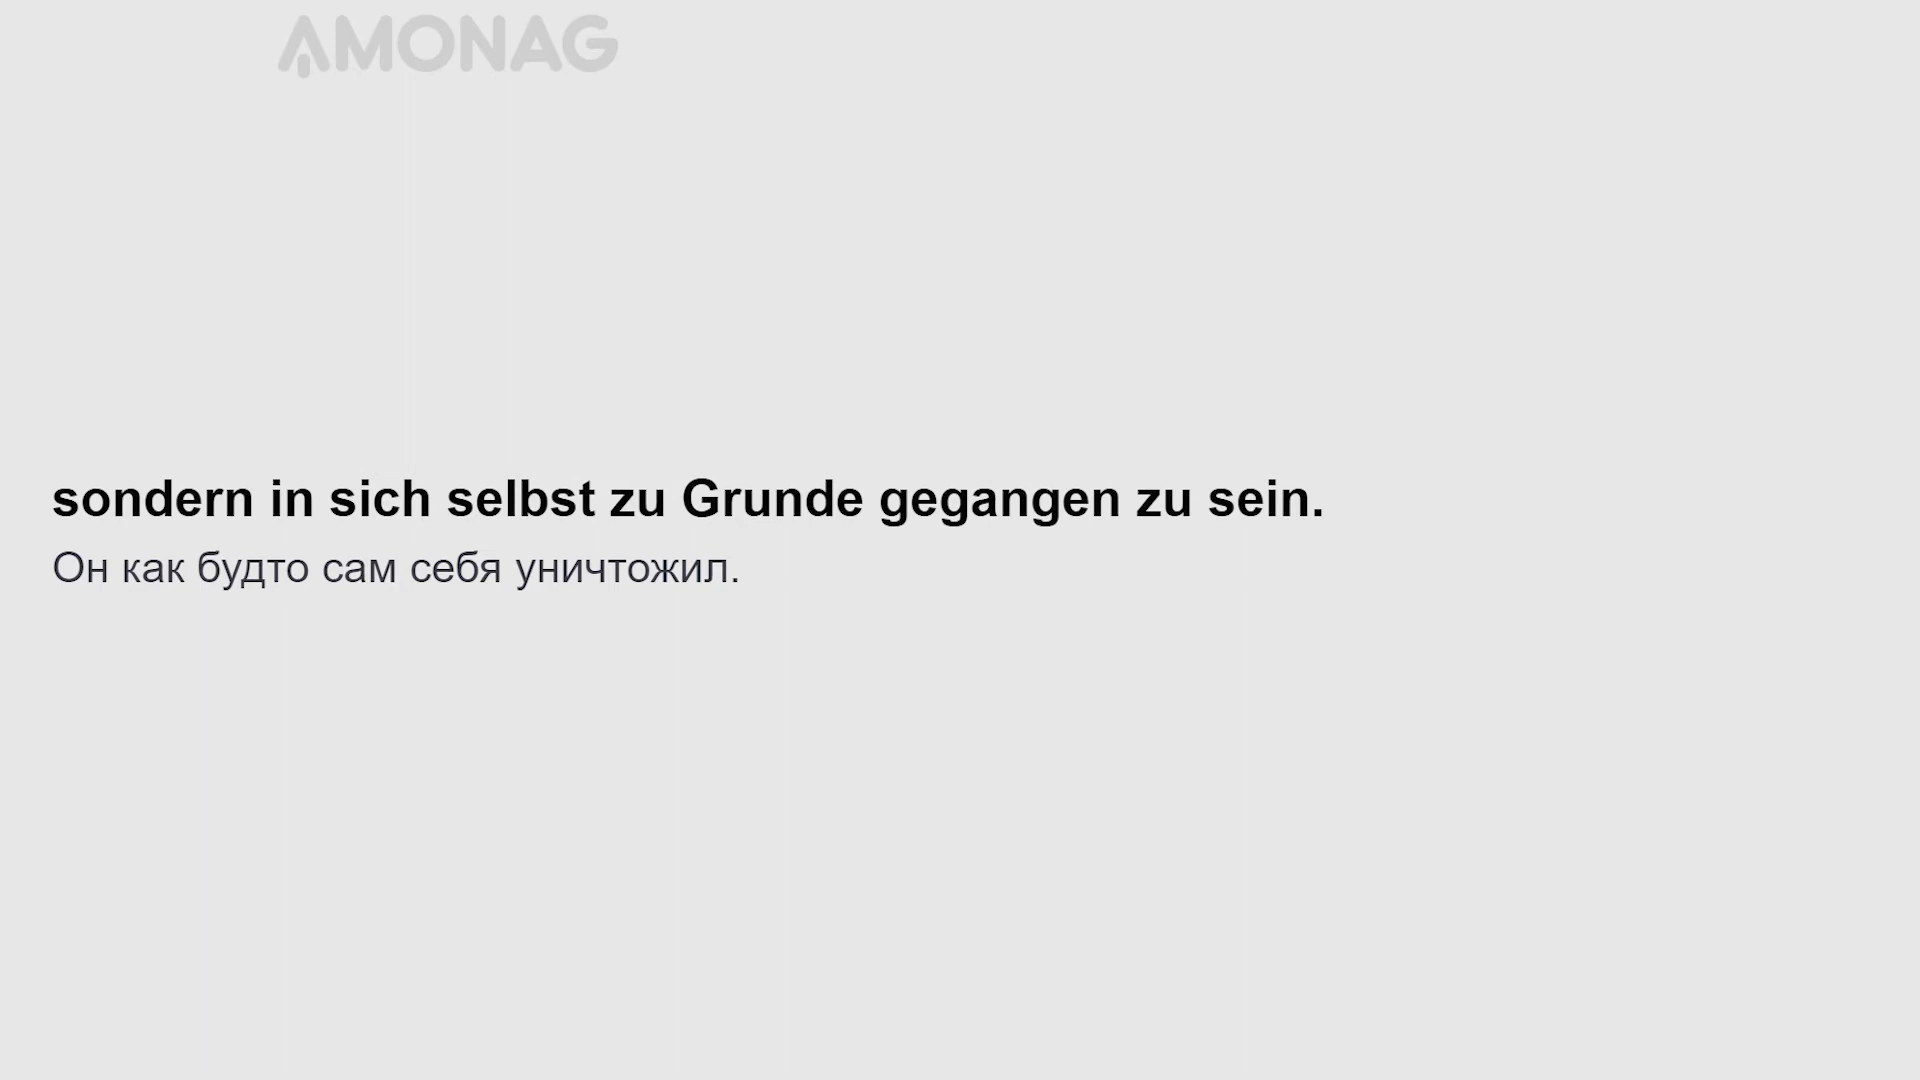 AMONAG
sondern in sich selbst zu Grunde gegangen zu sein.
Он как будто сам себя уничтожил.